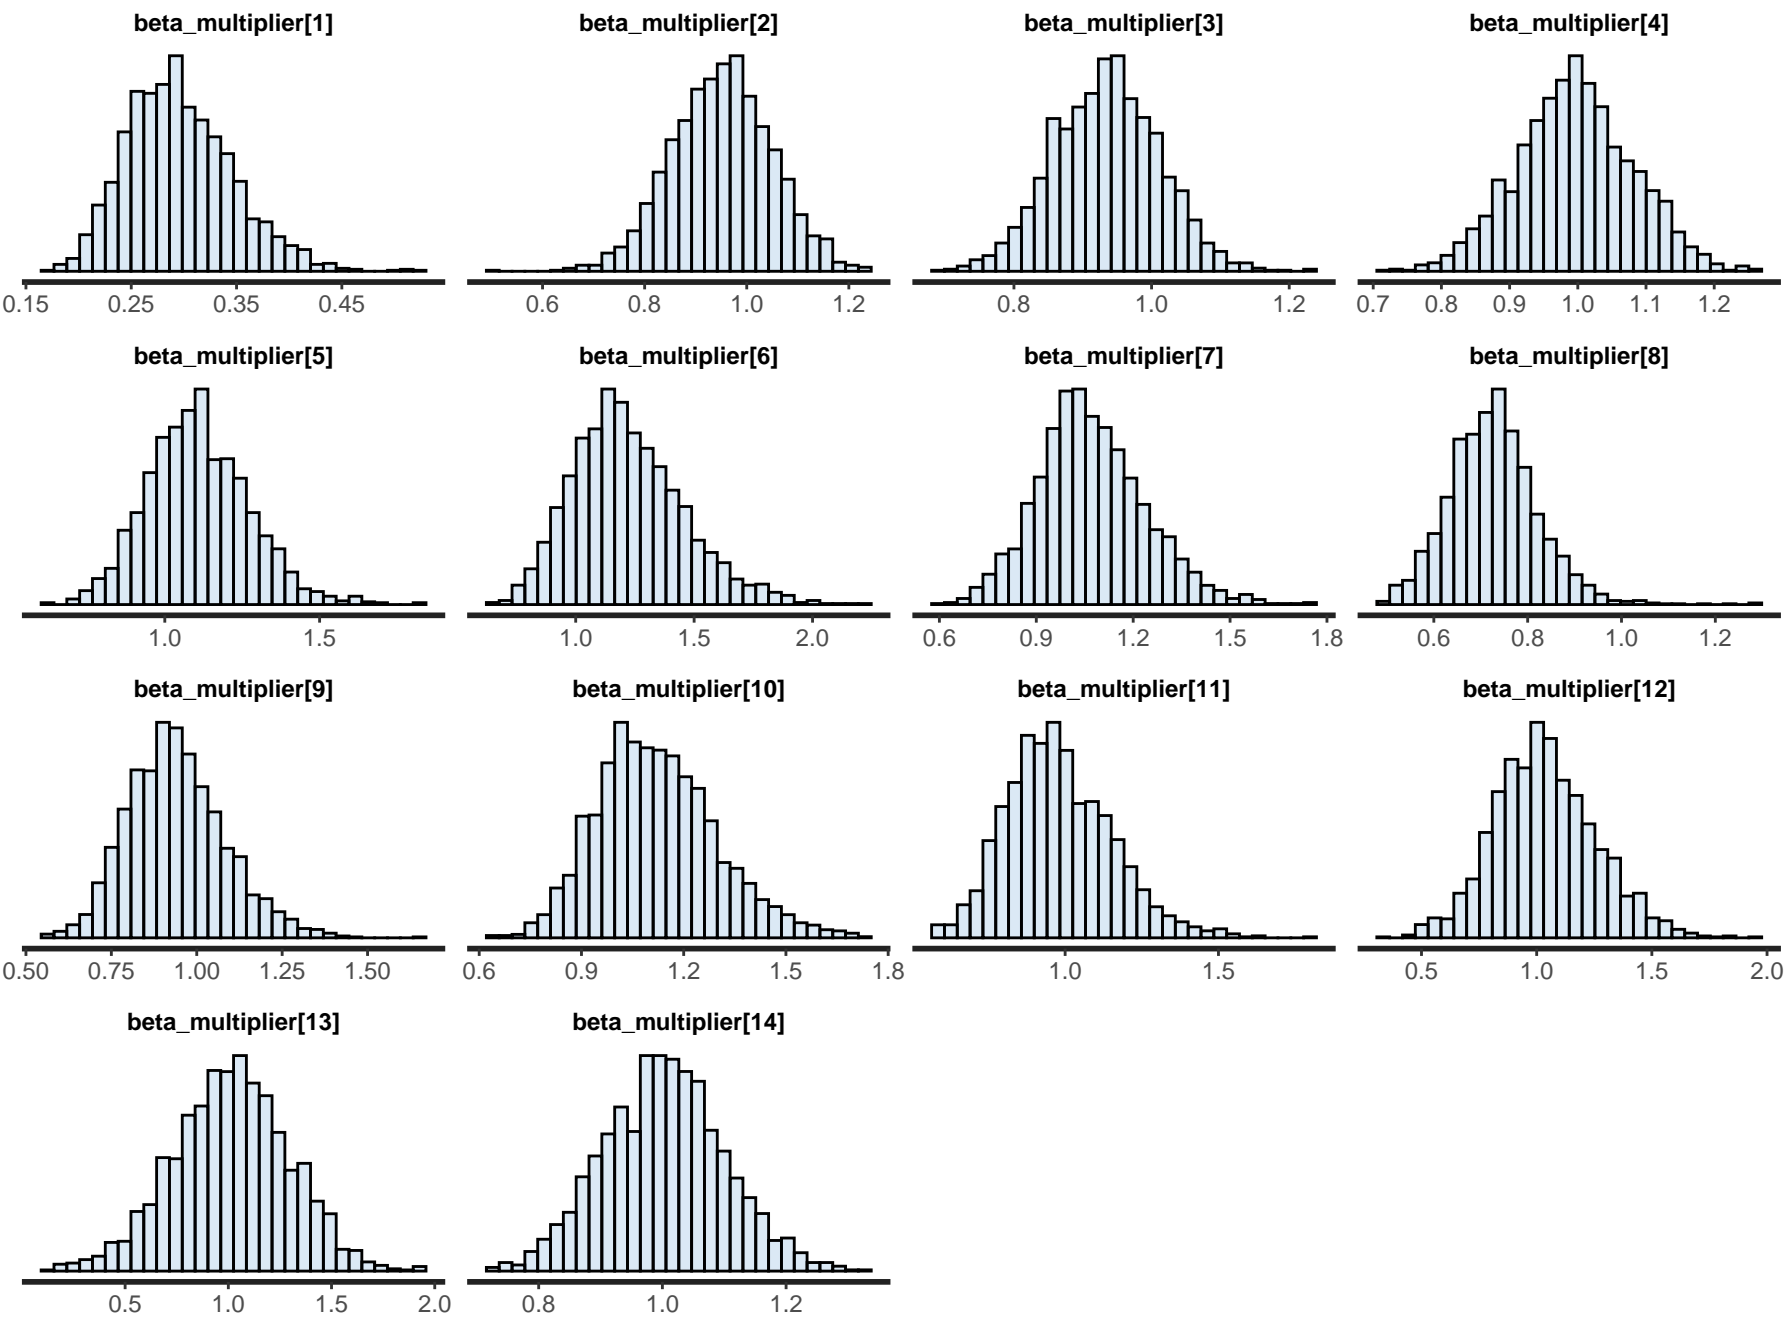 beta_multiplier[1] beta_multiplier[2] beta_multiplier[3] beta_multiplier[4]
0.15 0.25 0.35 0.45 0.6 0.8 1.0 1.2 0.8 1.0 1.2 0.7 0.8 0.9 1.0 1.1 1.2
beta_multiplier[5] beta_multiplier[6] beta_multiplier[7] beta_multiplier[8]
1.0 1.5 1.0 1.5 2.0 0.6 0.9 1.2 1.5 1.8 0.6 0.8 1.0 1.2
beta_multiplier[9] beta_multiplier[10] beta_multiplier[11] beta_multiplier[12]
0.50 0.75 1.00 1.25 1.50 0.6 0.9 1.2 1.5 1.8 1.0 1.5 0.5 1.0 1.5 2.0
beta_multiplier[13] beta_multiplier[14]
0.5 1.0 1.5 2.0 0.8 1.0 1.2